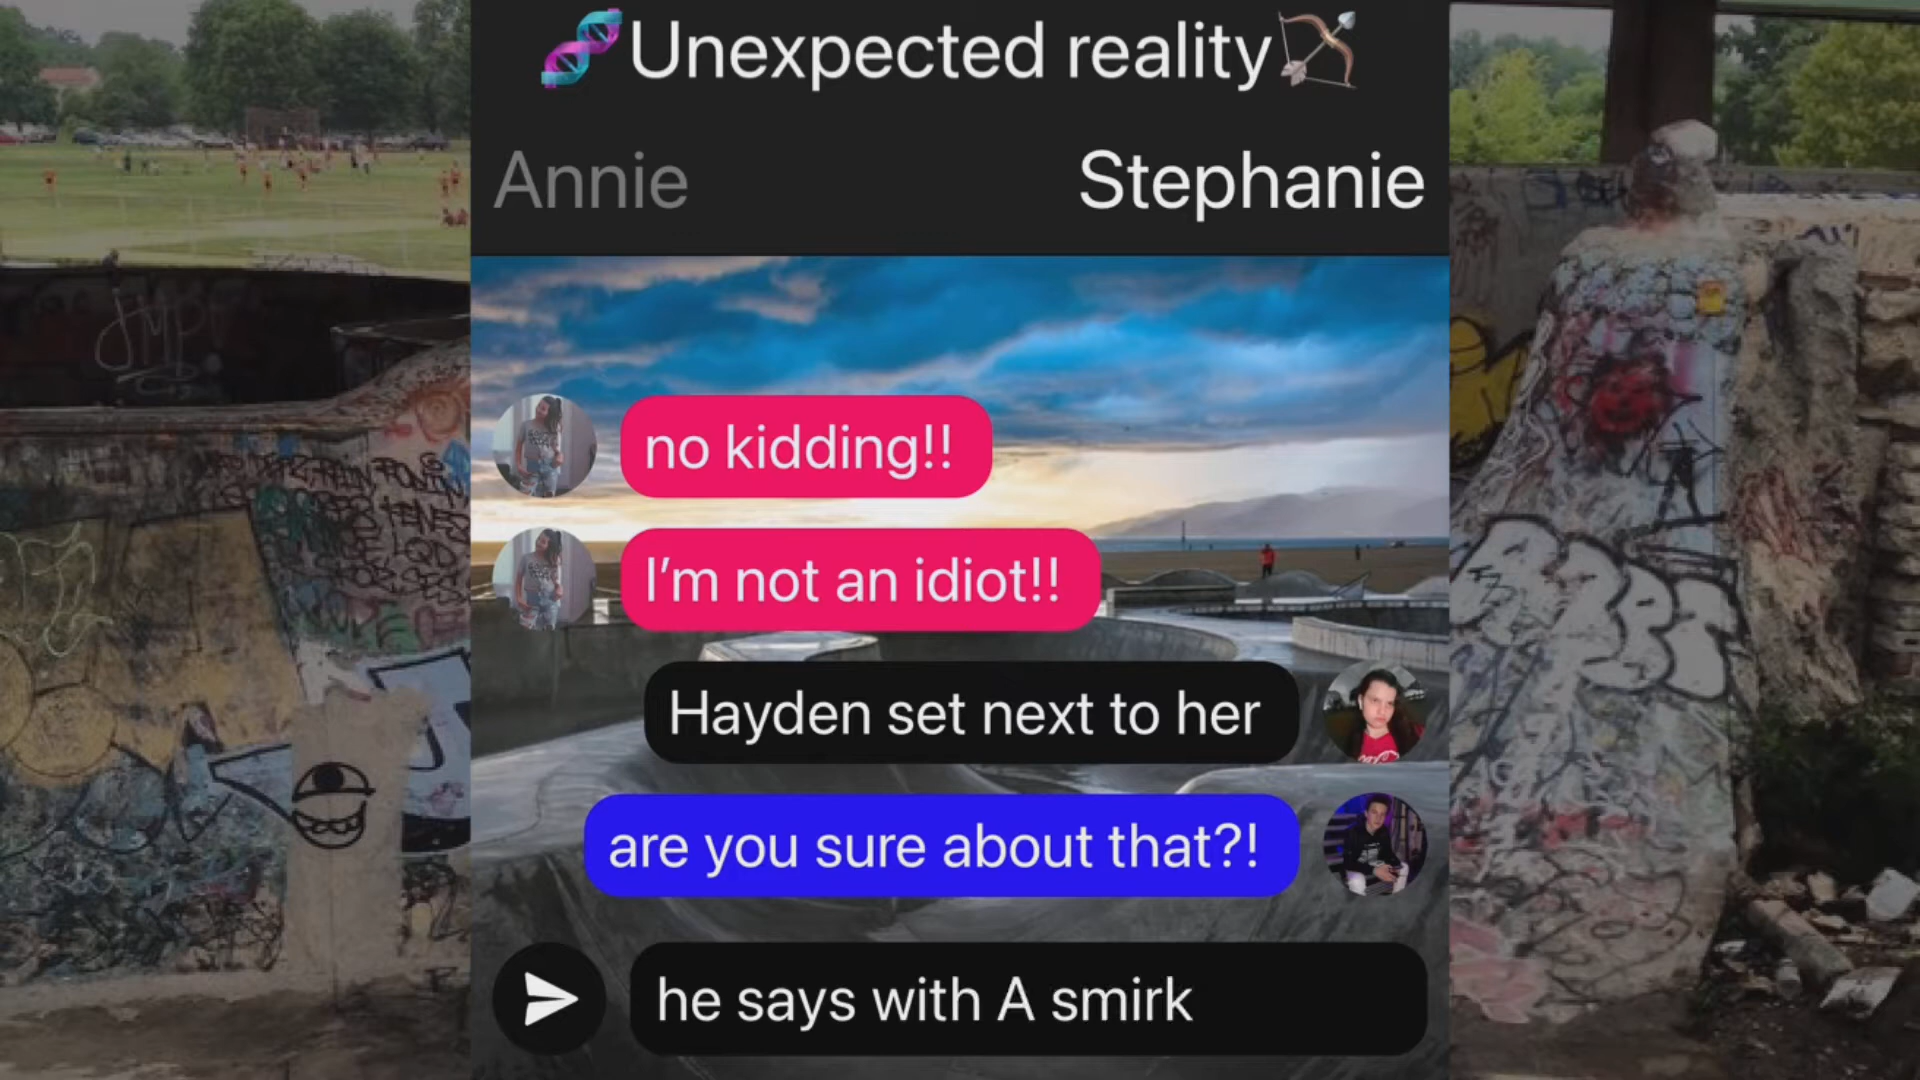 🧬Unexpected reality🏹
Annie
Stephanie
no kidding!!
I'm not an idiot!!
Hayden set next to her
are you sure about that?!
he says with A smirk